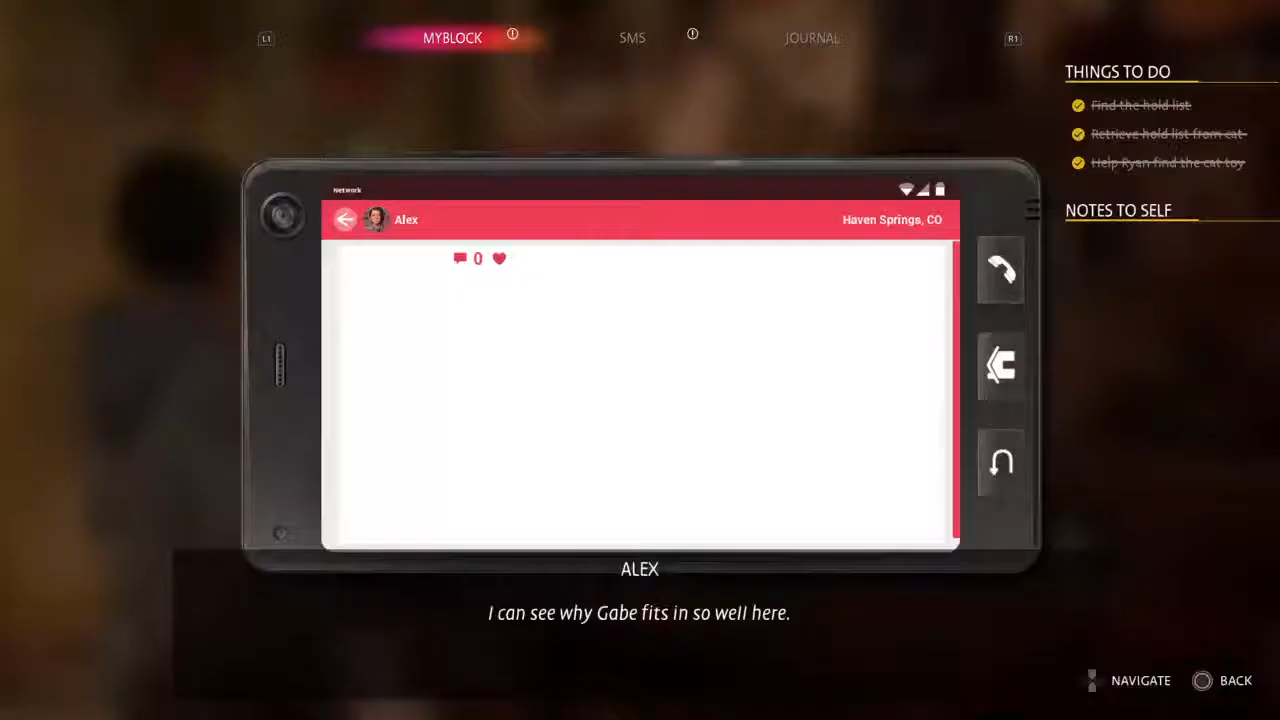 L1
MYBLOCK
SMS
JOURNAL
R1
THINGS TO DO
Find the hold list
Retrieve hold list from cat
Help Ryan find the cat toy
NOTES TO SELF
Network
Alex
Haven Springs, CO
0
ALEX
I can see why Gabe fits in so well here.
NAVIGATE
BACK